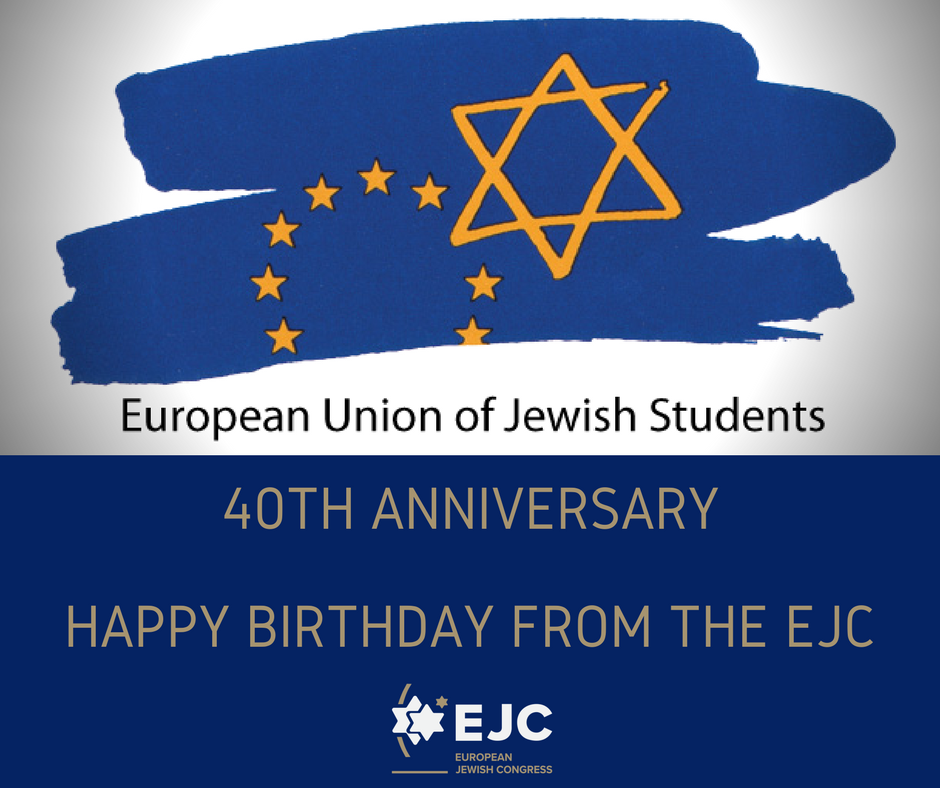 European Union of Jewish Students
40TH ANNIVERSARY
HAPPY BIRTHDAY FROM THE EJC
EJC
EUROPEAN
JEWISH CONGRESS